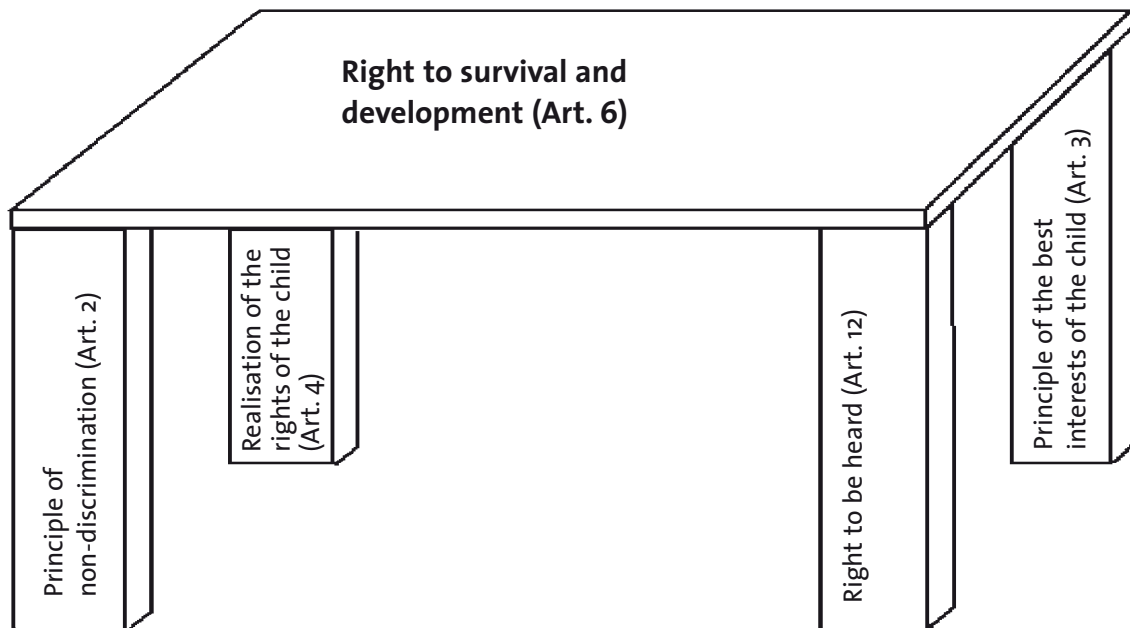 Right to survival and
development (Art. 6)
Principle of
non-discrimination (Art. 2)
Realisation of the
rights of the child
(Art. 4)
Right to be heard (Art. 12)
Principle of the best
interests of the child (Art. 3)